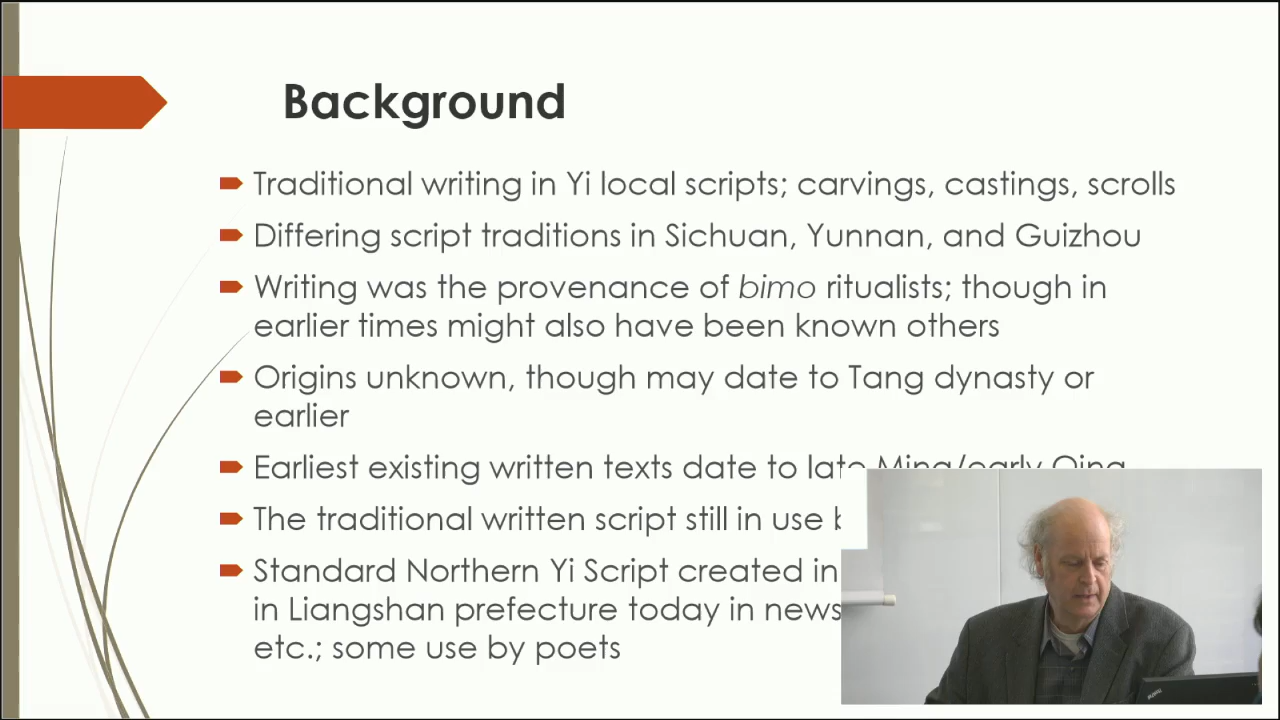 Background
Traditional writing in Yi local scripts; carvings, castings, scrolls
Differing script traditions in Sichuan, Yunnan, and Guizhou
Writing was the provenance of bimo ritualists; though in
earlier times might also have been known others
Origins unknown, though may date to Tang dynasty or
earlier
Earliest existing written texts date to late Ming/early Qing
The traditional written script still in use
Standard Northern Yi Script created in
in Liangshan prefecture today in news
etc.; some use by poets